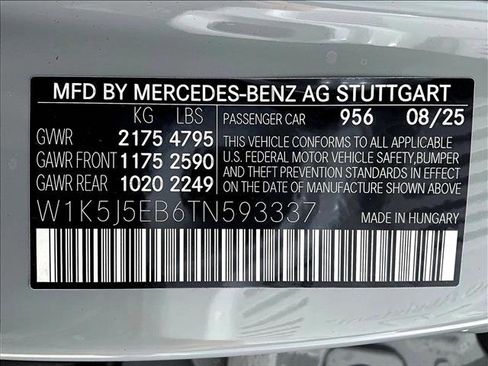 MFD BY MERCEDES-BENZ AG STUTTGART
KG LBS PASSENGER CAR 956 08/25
GVWR 2175 4795 THIS VEHICLE CONFORMS TO ALL APPLICABLE
GAWR FRONT 1175 2590 U.S. FEDERAL MOTOR VEHICLE SAFETY, BUMPER
GAWR REAR 1020 2249 AND THEFT PREVENTION STANDARDS IN EFFECT
ON THE DATE OF MANUFACTURE SHOWN ABOVE.
W1K5J5EB6TN593337 MADE IN HUNGARY